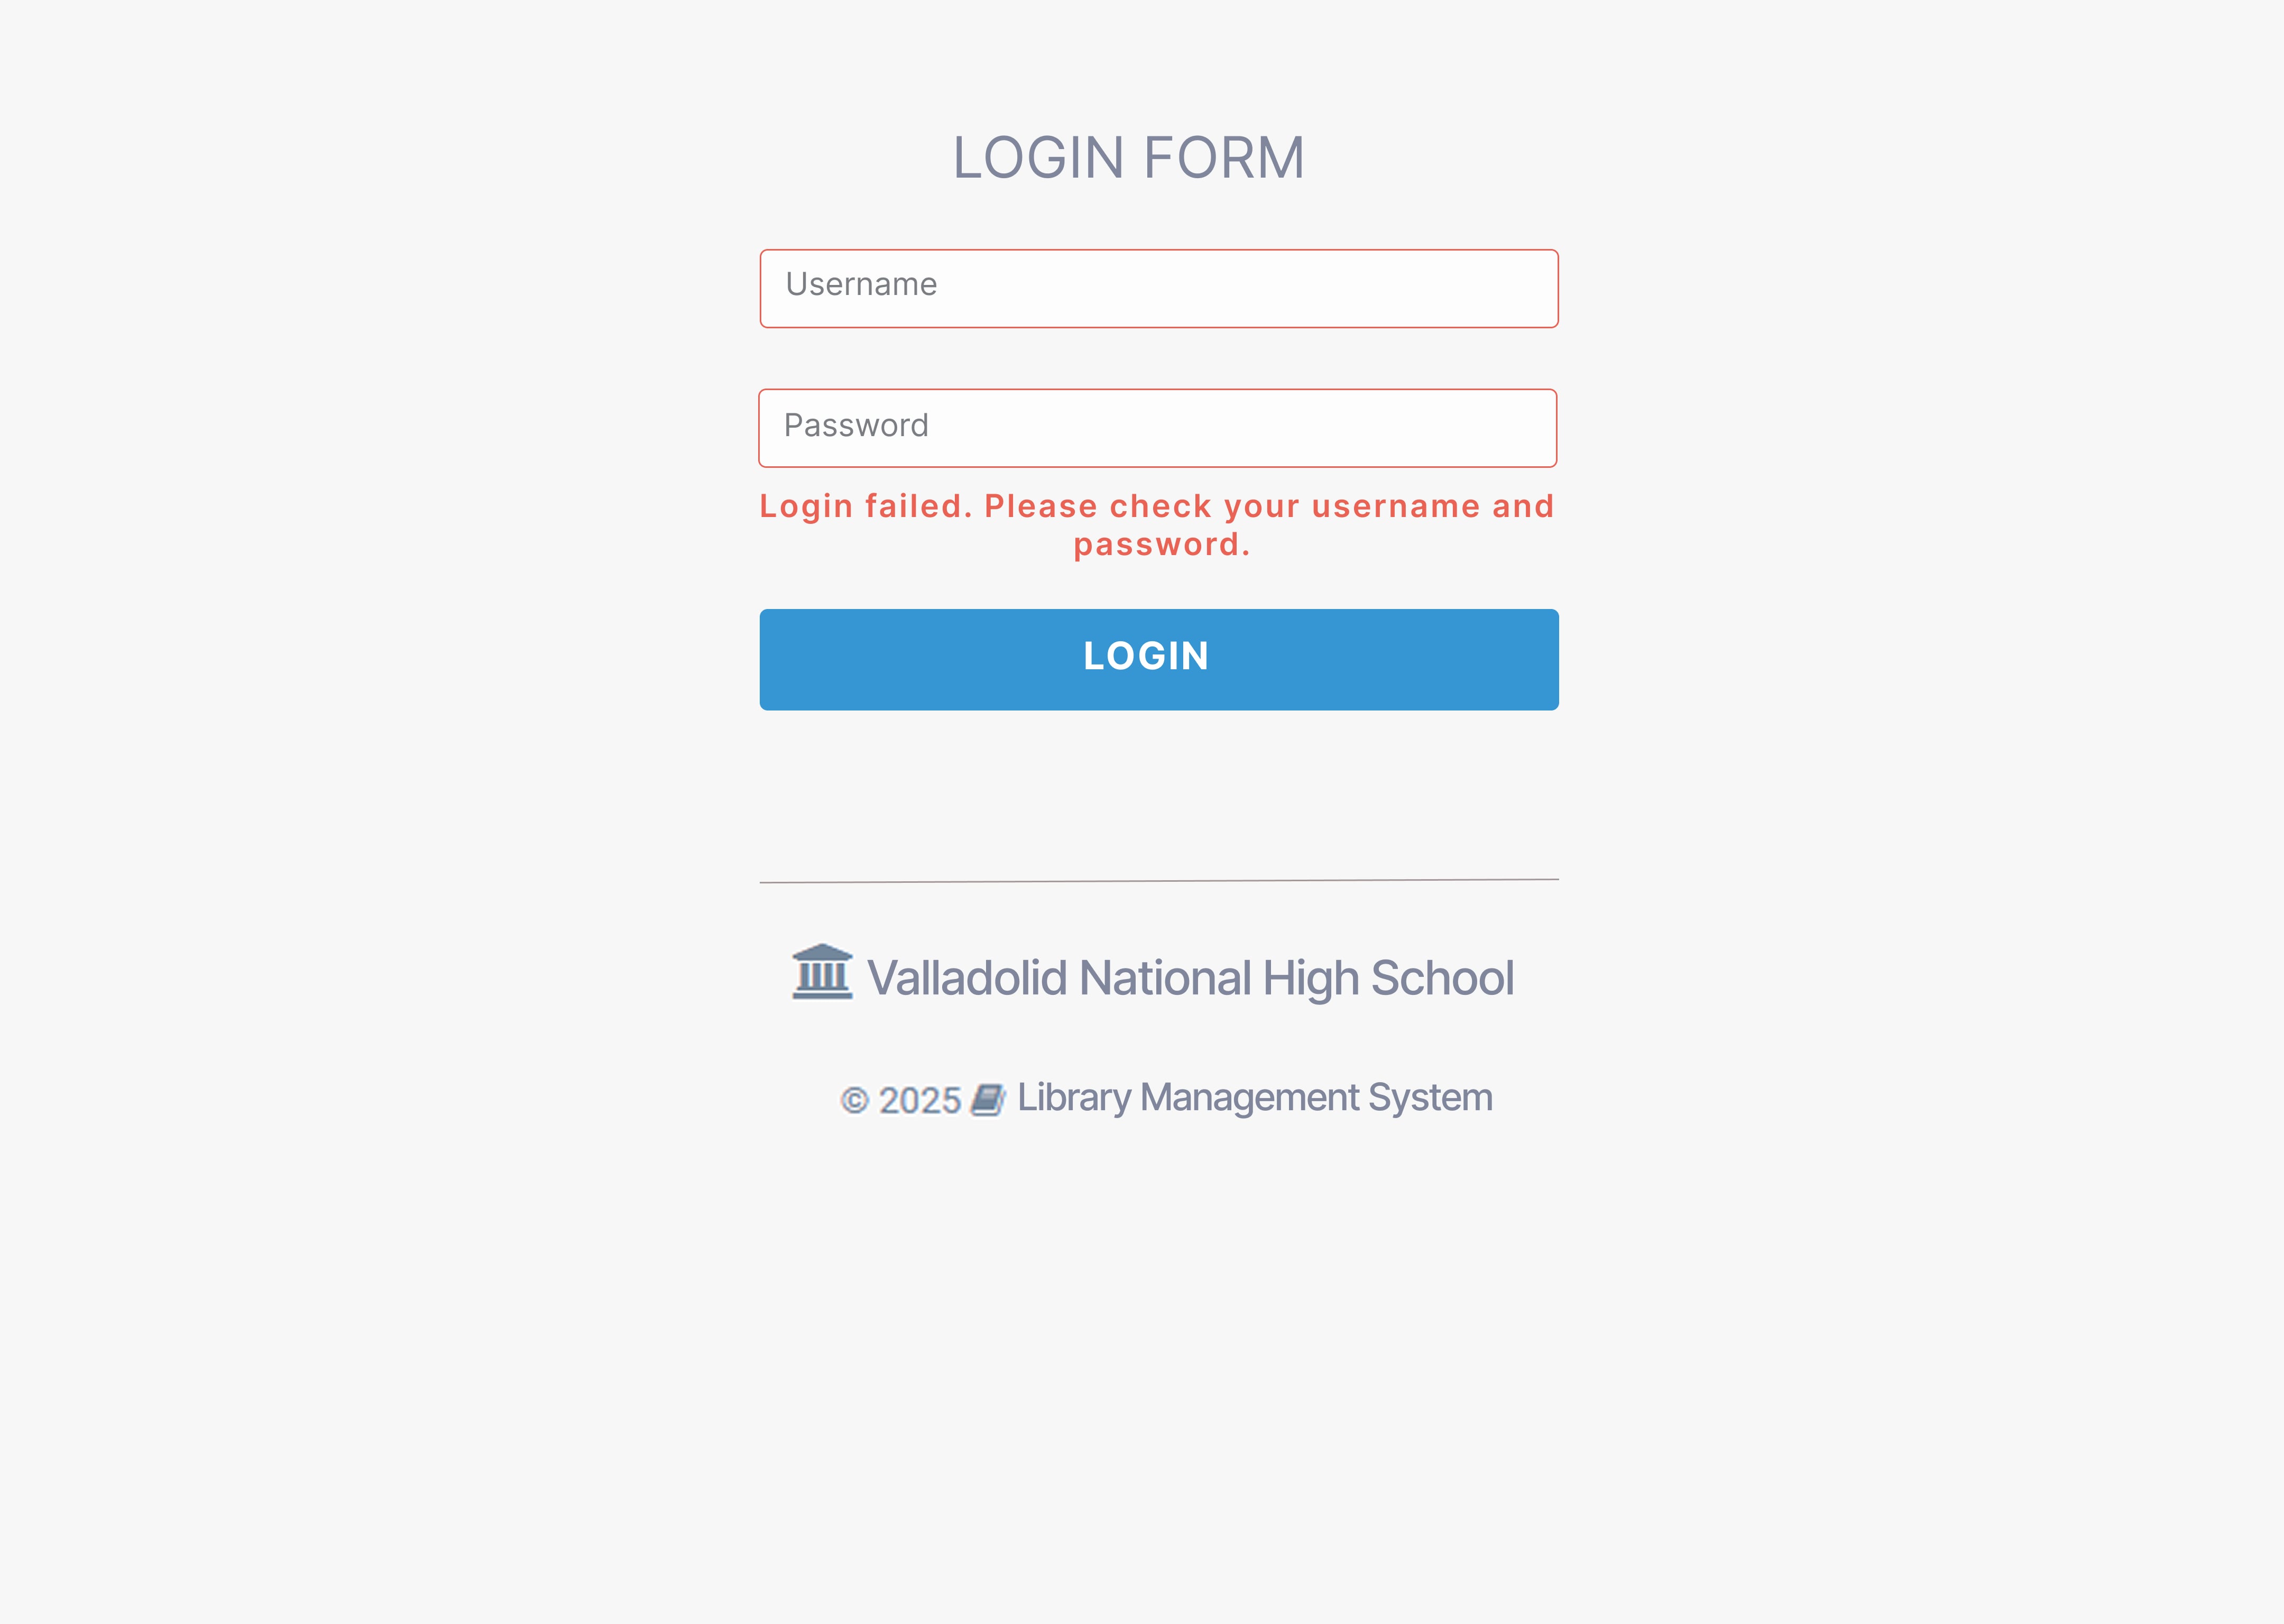 LOGIN FORM
Username
Password
Login failed. Please check your username and
password.
LOGIN
Valladolid National High School
© 2025 Library Management System